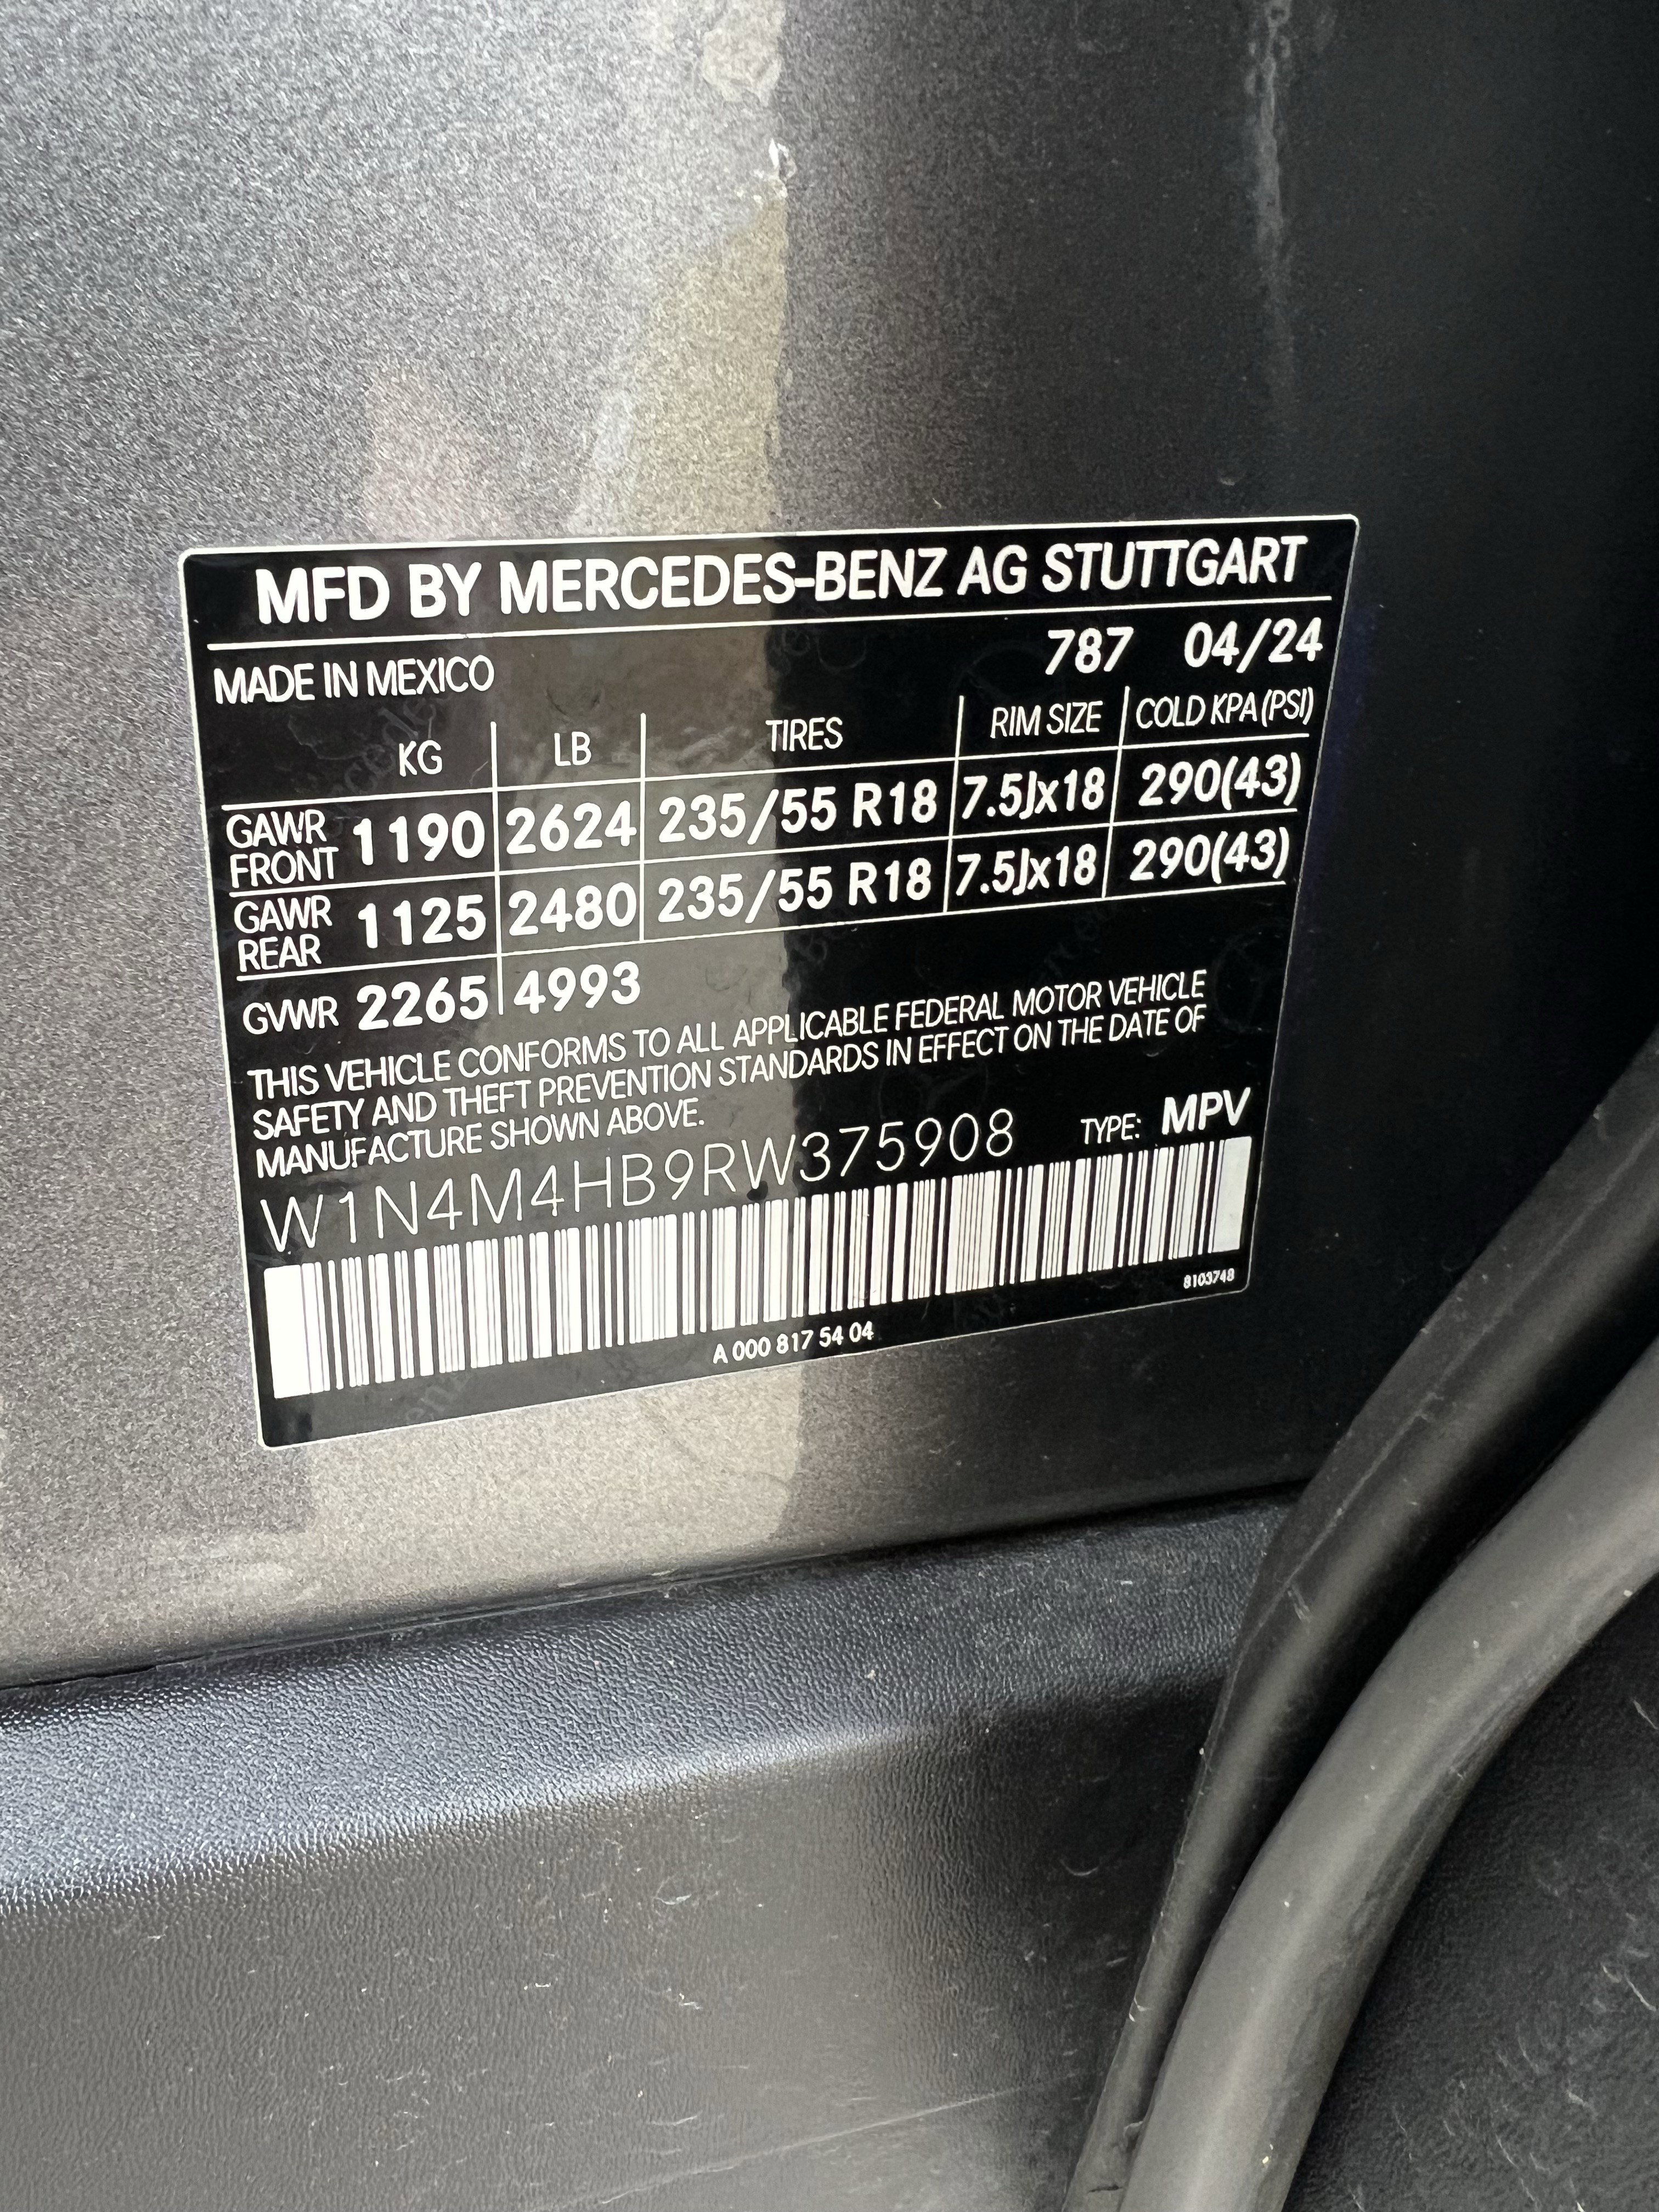 MFD BY MERCEDES-BENZ AG STUTTGART
MADE IN MEXICO 787 04/24
KG LB TIRES RIM SIZE COLD KPA (PSI)
GAWR FRONT 1190 2624 235/55 R18 7.5Jx18 290(43)
GAWR REAR 1125 2480 235/55 R18 7.5Jx18 290(43)
GVWR 2265 4993
THIS VEHICLE CONFORMS TO ALL APPLICABLE FEDERAL MOTOR VEHICLE
SAFETY AND THEFT PREVENTION STANDARDS IN EFFECT ON THE DATE OF
MANUFACTURE SHOWN ABOVE.
W1N4M4HB9RW375908 TYPE: MPV
8103748
A 000 817 54 04